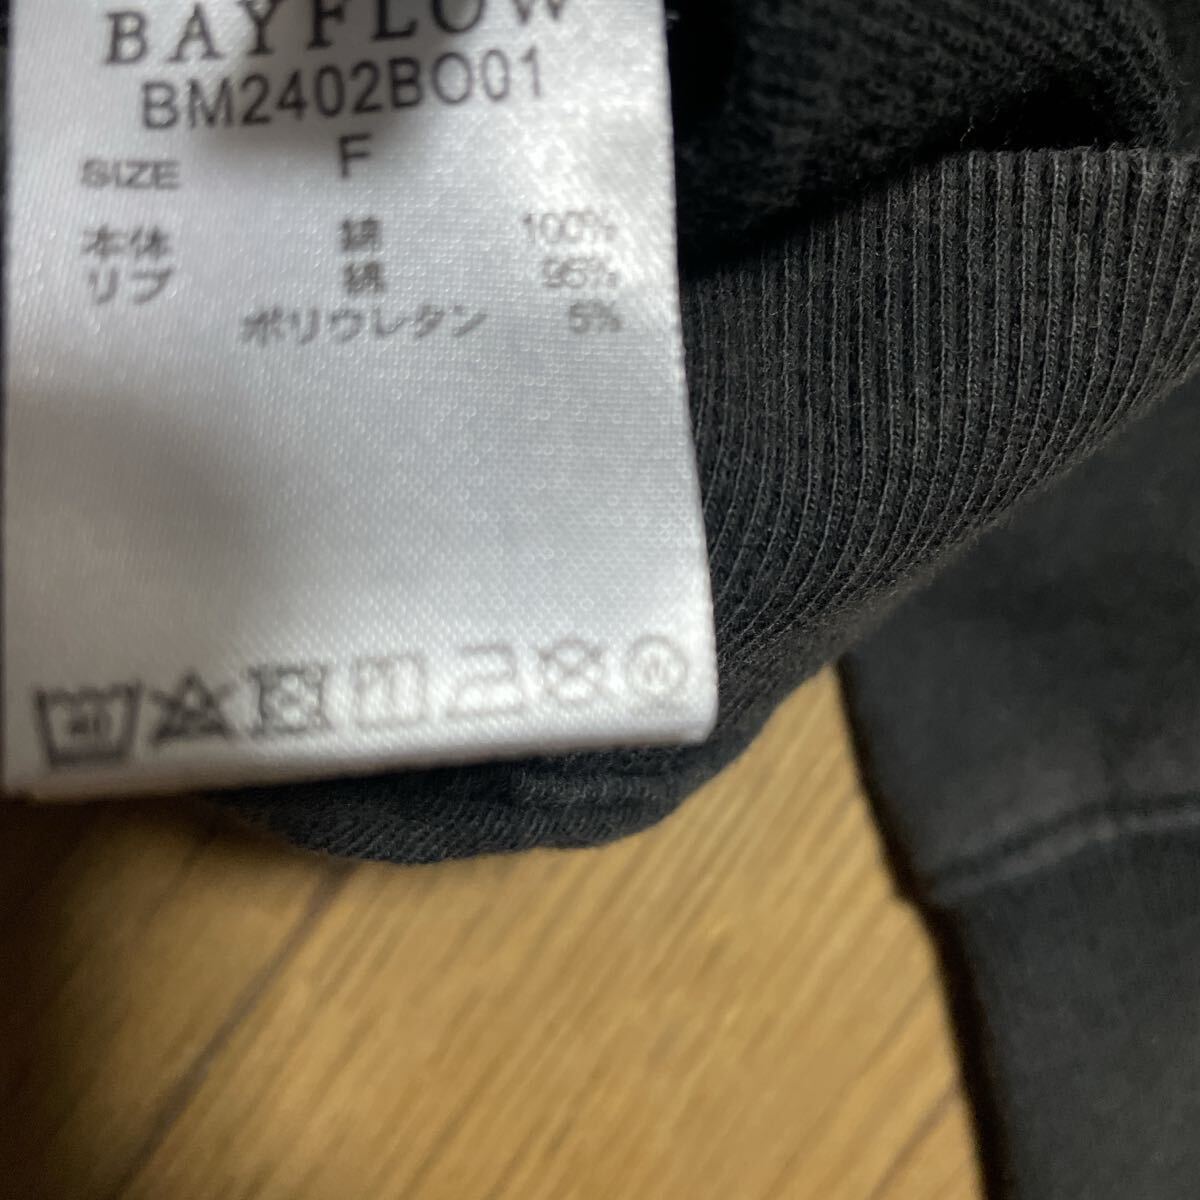 BAYFLOW
BM2402BO01
SIZE F
本体 綿 100%
リブ 綿 95%
ポリウレタン 5%